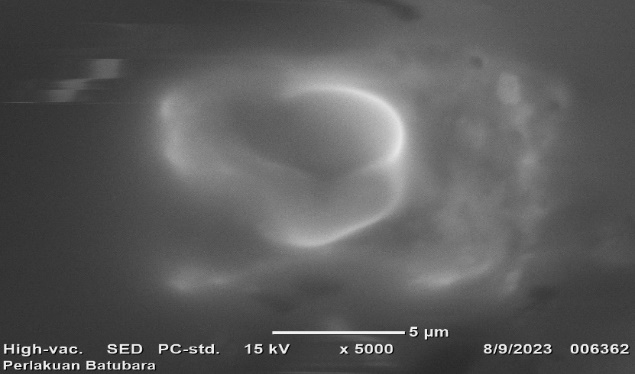 5 µm
High-vac. SED PC-std. 15 kV x 5000 8/9/2023 006362
Perlakuan Batubara